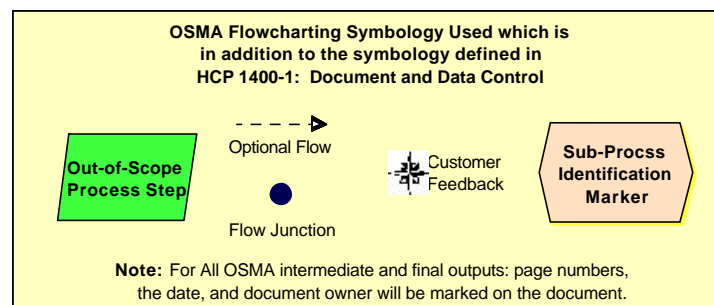 OSMA Flowcharting Symbology Used which is
in addition to the symbology defined in
HCP 1400-1: Document and Data Control
Out-of-Scope
Process Step
Optional Flow
Flow Junction
Customer
Feedback
Sub-Procss
Identification
Marker
Note: For All OSMA intermediate and final outputs: page numbers,
the date, and document owner will be marked on the document.